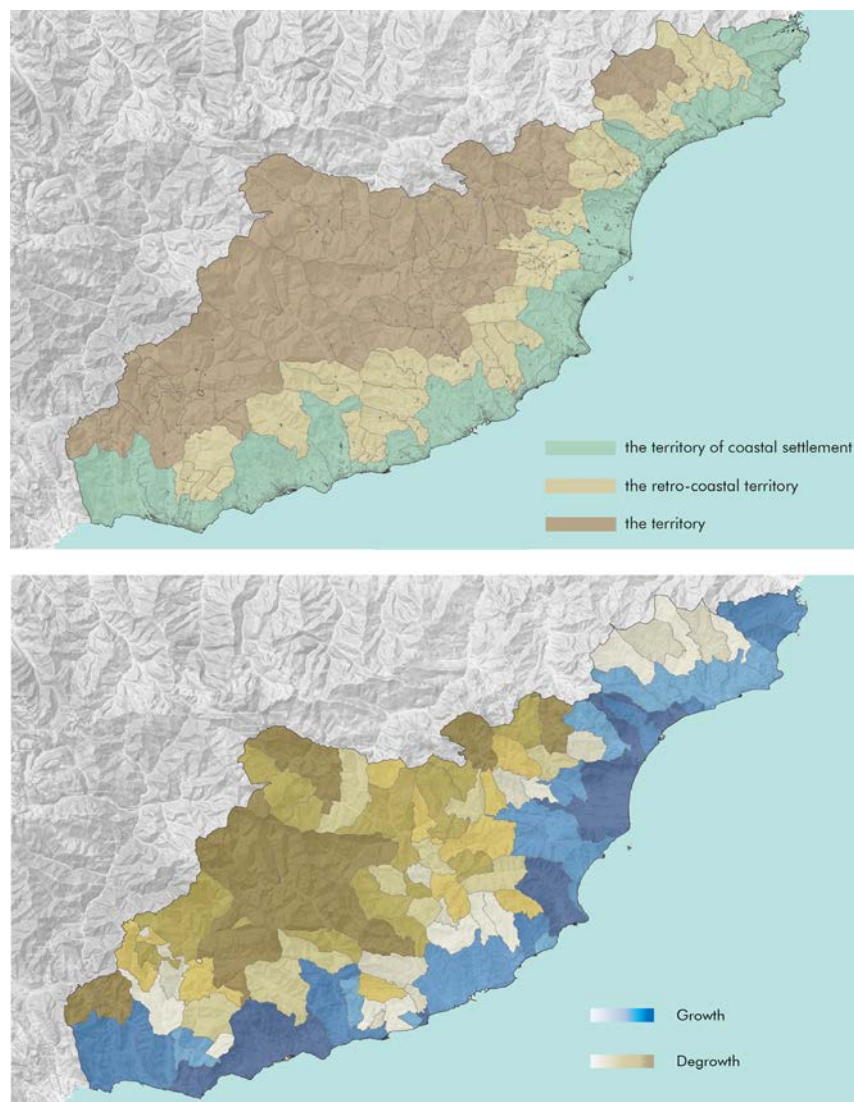 the territory of coastal settlement
the retro-coastal territory
the territory
Growth
Degrowth